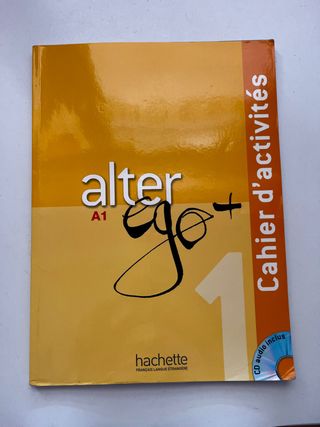 alter
A1
ego+
1
Cahier d'activités
CD audio inclus
hachette
FRANÇAIS LANGUE ÉTRANGÈRE